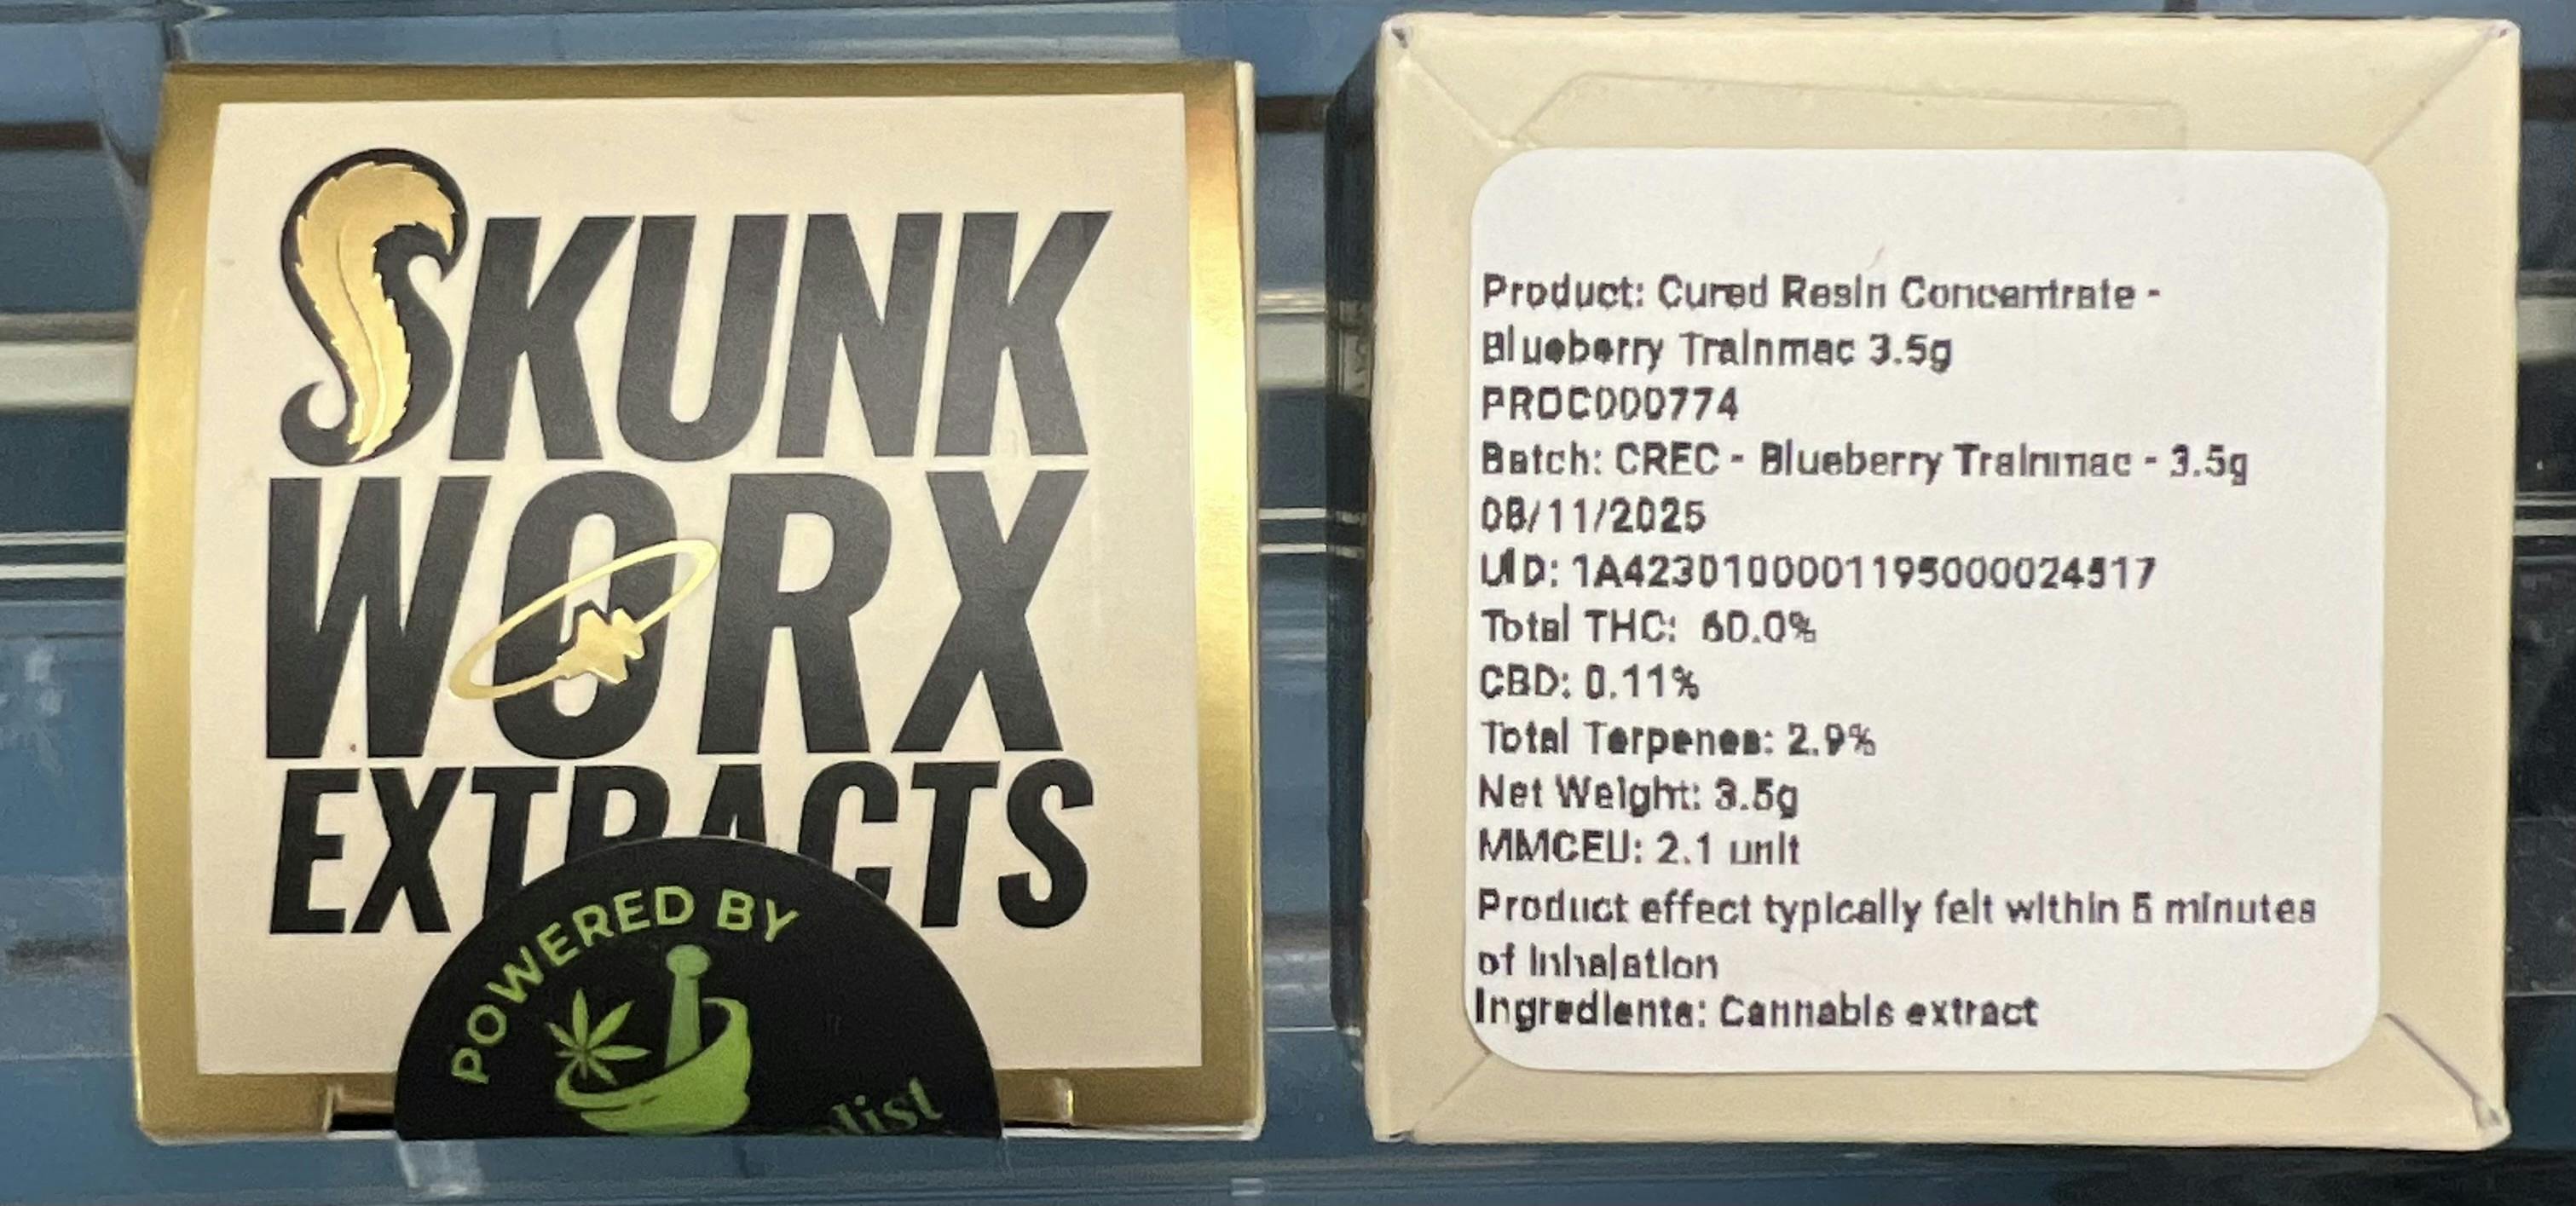 SKUNK
WORX
EXTRACTS
POWERED BY
Product: Cured Resin Concentrate -
Blueberry Trainmac 3.5g
PROC000774
Batch: CREC - Blueberry Trainmac - 3.5g
08/11/2025
UID: 1A4230100001195000024517
Total THC: 60.0%
CBD: 0.11%
Total Terpenes: 2.9%
Net Weight: 3.5g
MMCEU: 2.1 unit
Product effect typically felt within 5 minutes
of inhalation
Ingredients: Cannabis extract